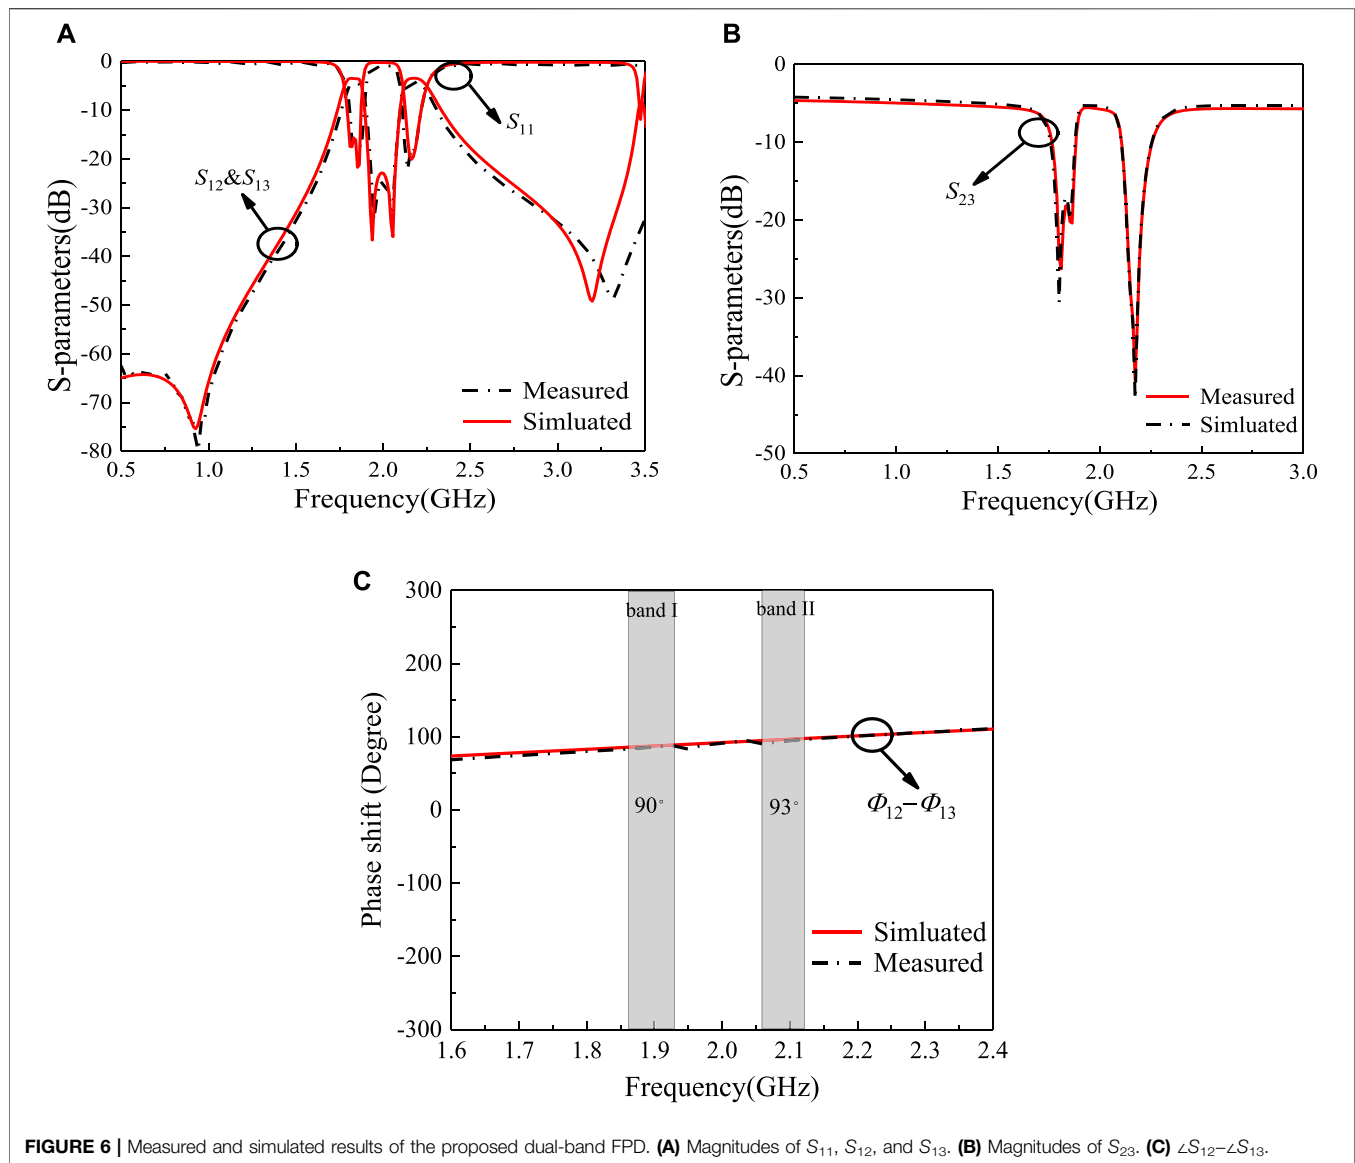 A
0
-10
-20
-30
-40
-50
-60
-70
-80
S-parameters(dB)
S12&S13
S11
Measured
Simluated
0.5 1.0 1.5 2.0 2.5 3.0 3.5
Frequency(GHz)
B
0
-10
-20
-30
-40
-50
S-parameters(dB)
S23
Measured
Simluated
0.5 1.0 1.5 2.0 2.5 3.0
Frequency(GHz)
C
300
200
100
0
-100
-200
-300
Phase shift (Degree)
band I
band II
90°
93°
Φ12−Φ13
Simluated
Measured
1.6 1.7 1.8 1.9 2.0 2.1 2.2 2.3 2.4
Frequency(GHz)
FIGURE 6 | Measured and simulated results of the proposed dual-band FPD. (A) Magnitudes of S11, S12, and S13. (B) Magnitudes of S23. (C) ∠S12–∠S13.